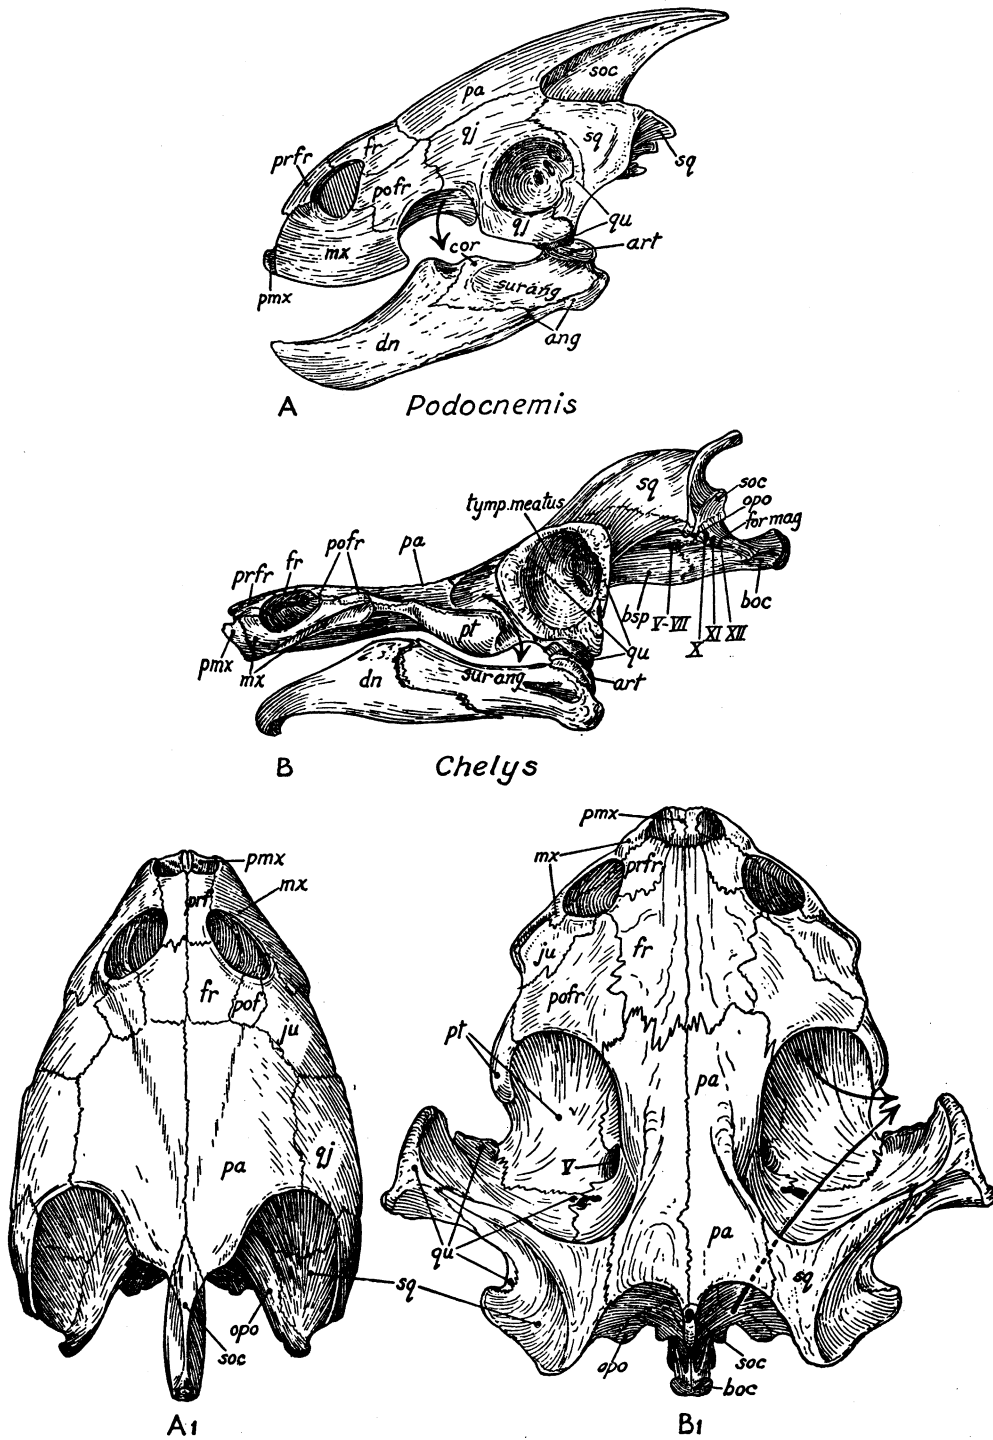 soc
pa
qj
sq
fr
prfr
sq
pofr
qj
qu
art
mx
cor
surang
pmx
ang
dn
A Podocnemis
sq
soc
tymp. meatus
opo
for mag
pofr
pa
fr
prfr
bsp V-VII X XI XII boc
pt
qu
pmx
mx
dn
surang
art
B Chelys
pmx
mx
prf
fr
pof
ju
pa
qj
sq
opo
soc
A1
pmx
mx
prfr
ju
fr
pofr
pt
pa
V
qu
pa
sq
opo
soc
boc
B1